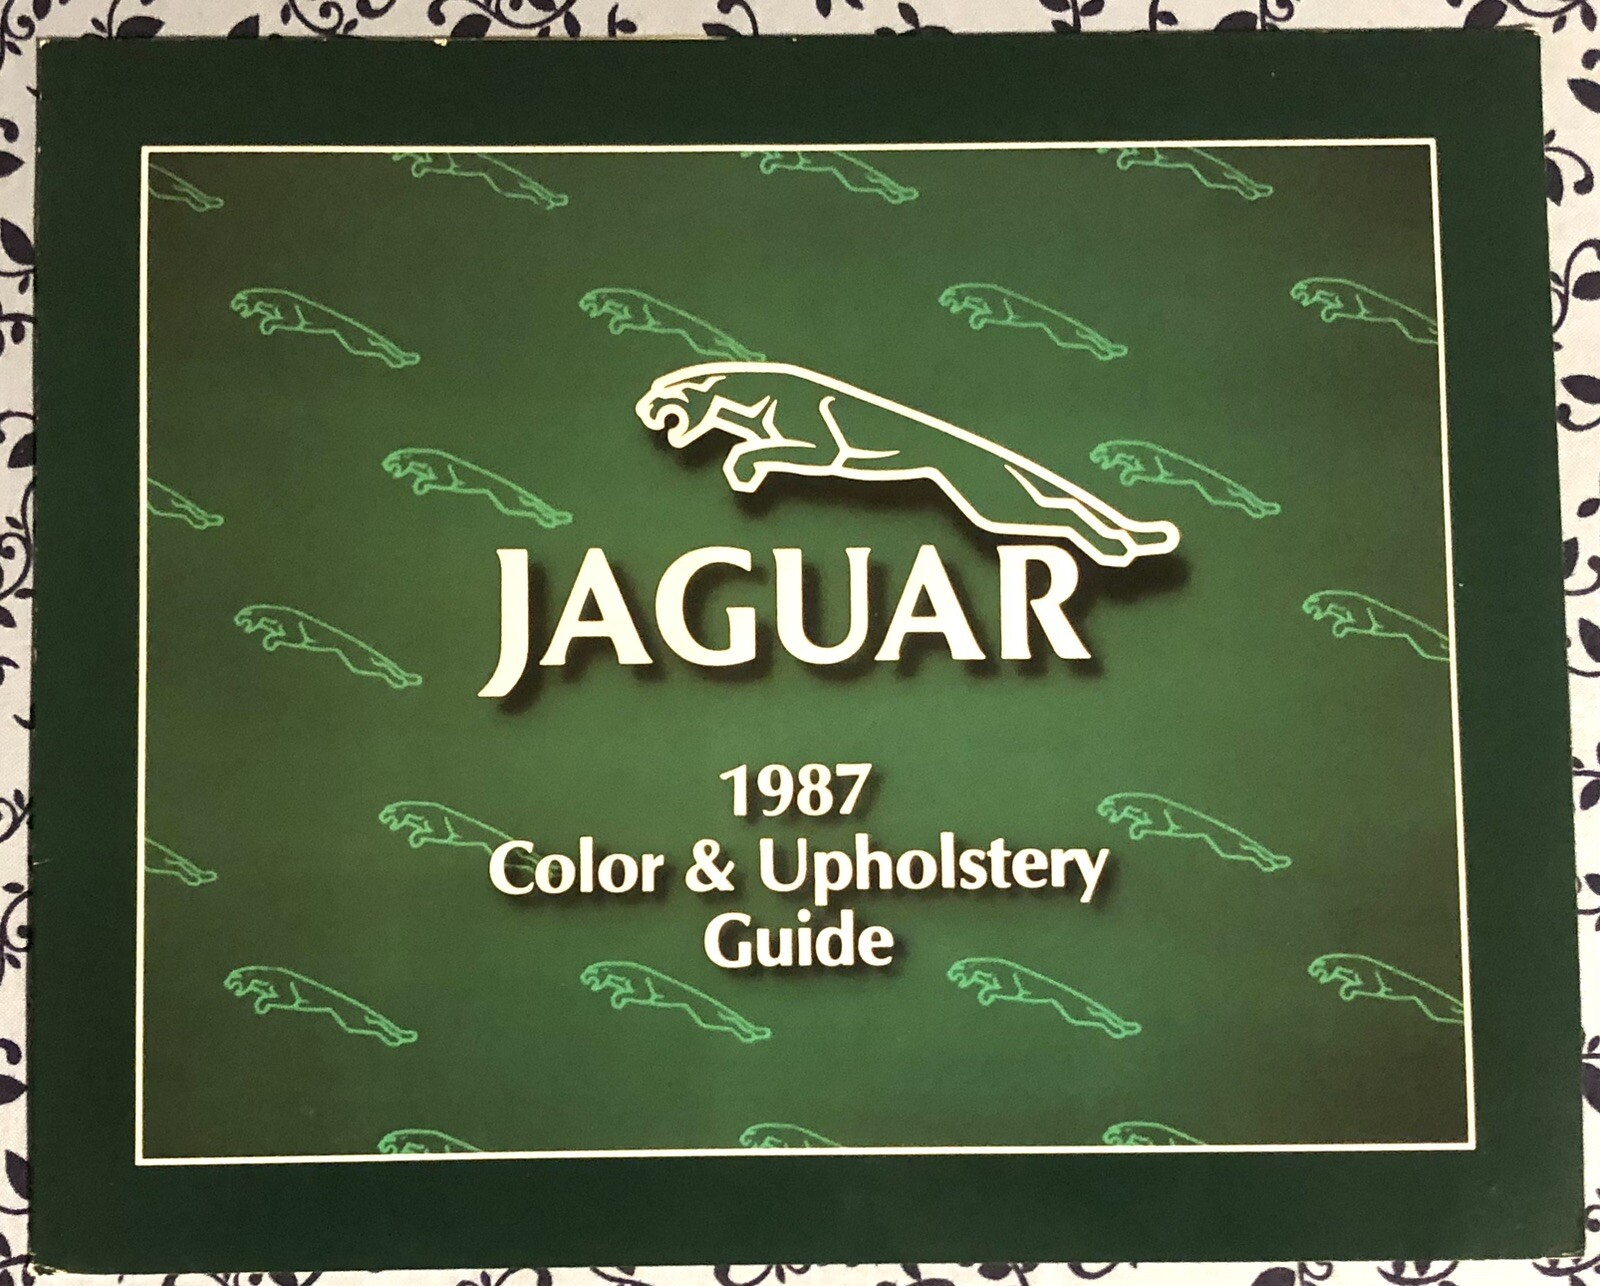 JAGUAR
1987
Color & Upholstery
Guide